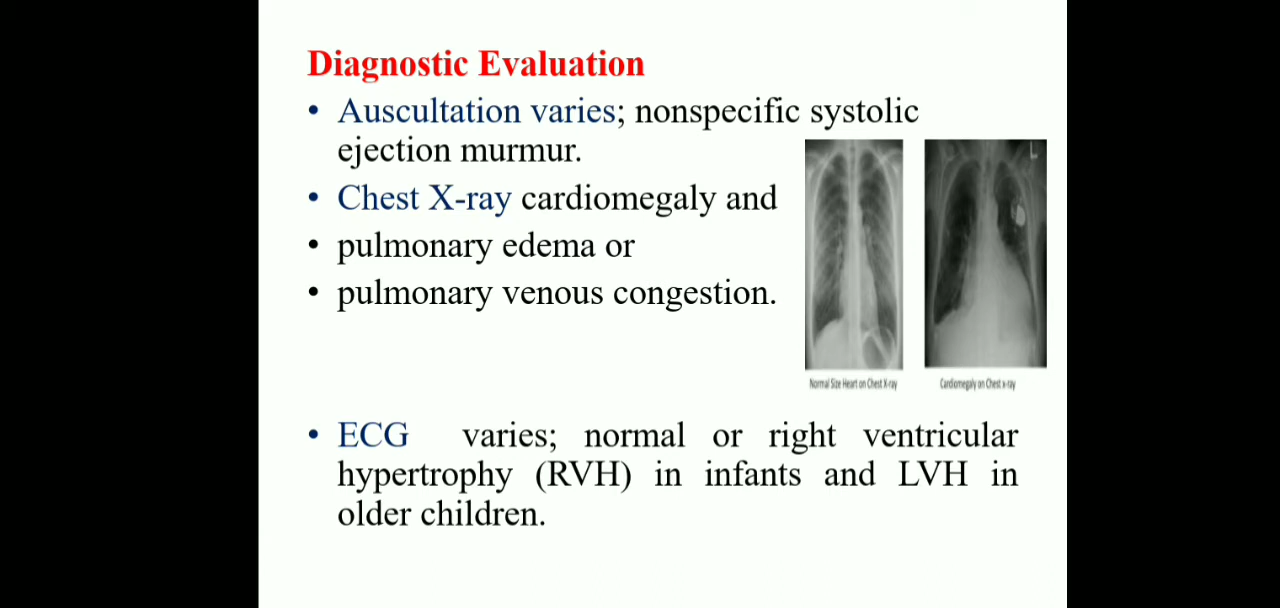 Diagnostic Evaluation
• Auscultation varies; nonspecific systolic
ejection murmur.
• Chest X-ray cardiomegaly and
• pulmonary edema or
• pulmonary venous congestion.
L
Normal Size Heart on Chest X-ray
Cardiomegaly on Chest x-ray
• ECG varies; normal or right ventricular
hypertrophy (RVH) in infants and LVH in
older children.